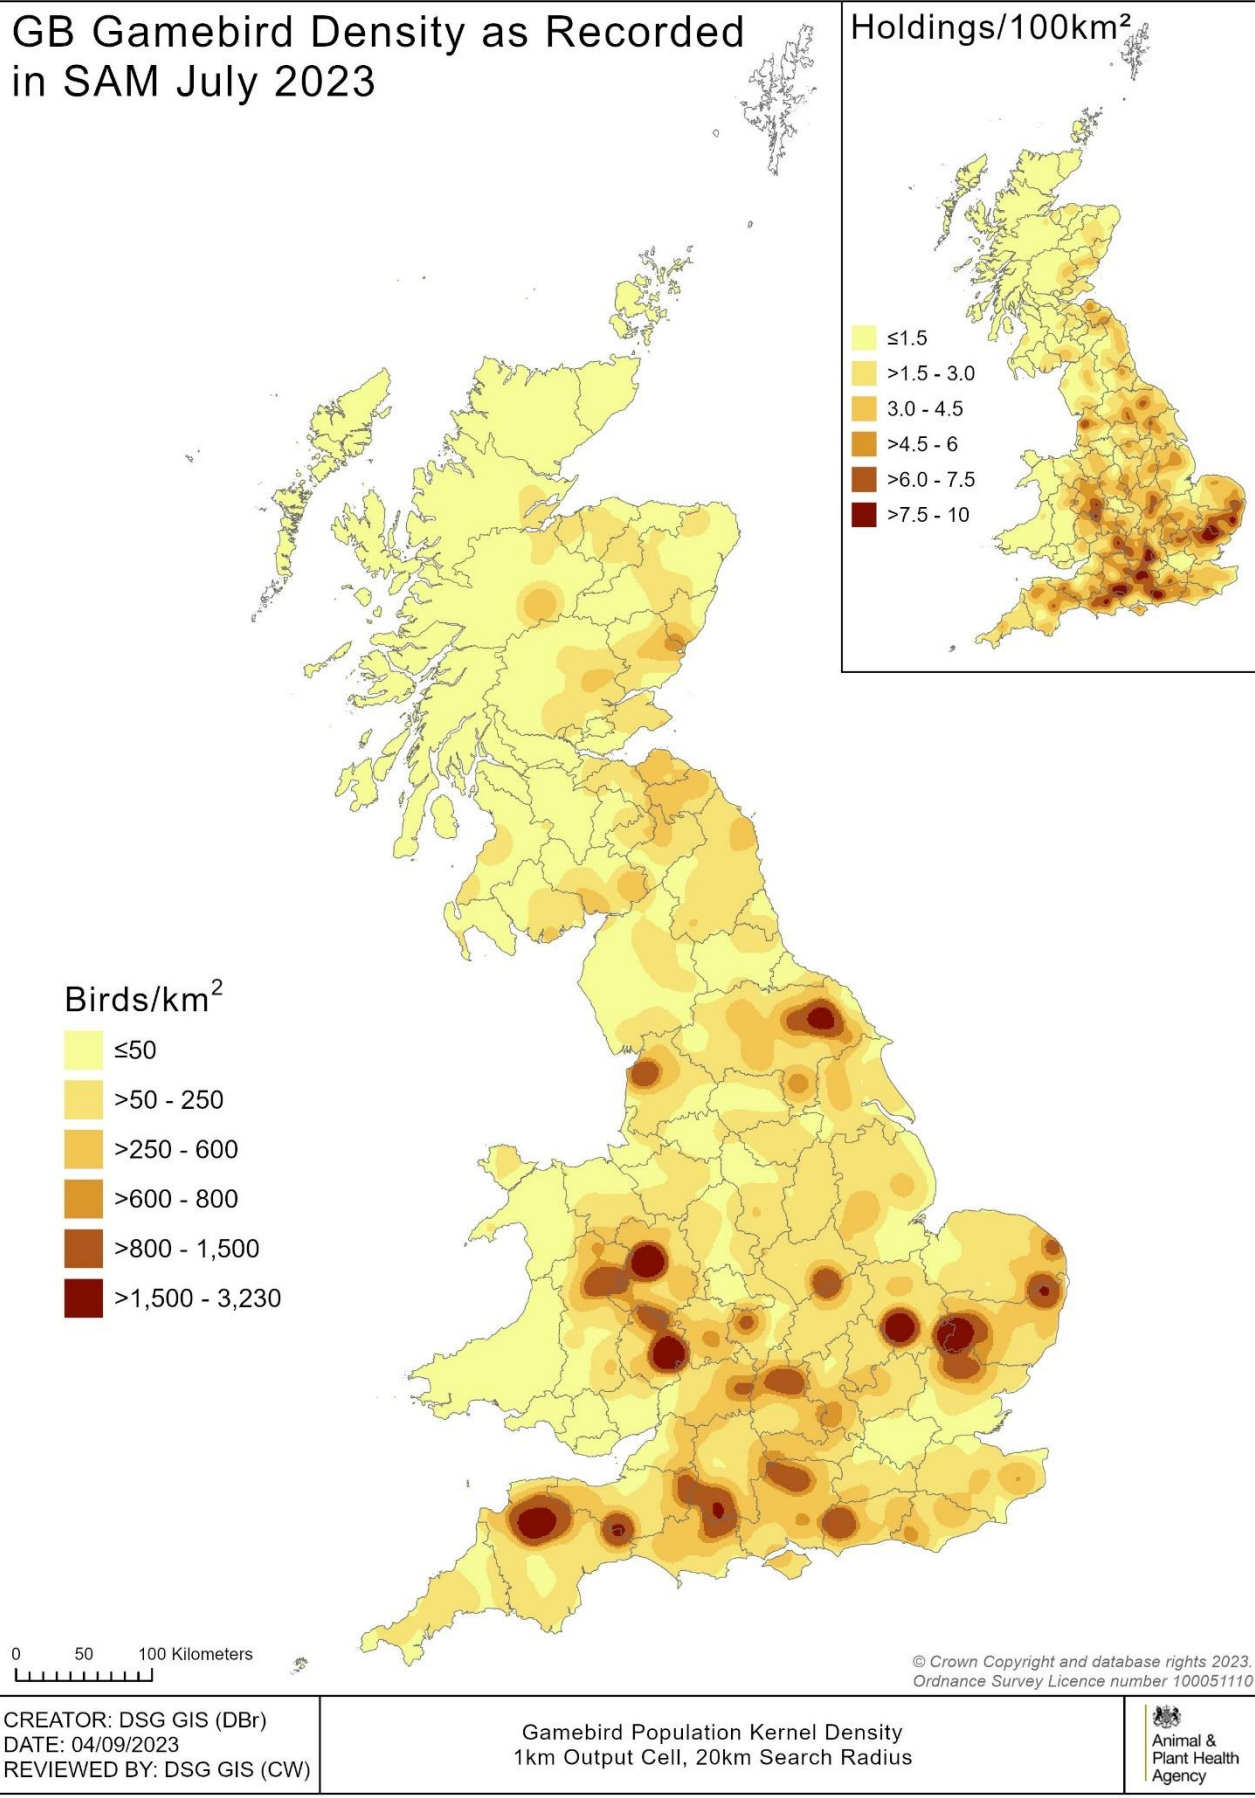 GB Gamebird Density as Recorded
in SAM July 2023
Holdings/100km²
≤1.5
>1.5 - 3.0
3.0 - 4.5
>4.5 - 6
>6.0 - 7.5
>7.5 - 10
Birds/km²
≤50
>50 - 250
>250 - 600
>600 - 800
>800 - 1,500
>1,500 - 3,230
0 50 100 Kilometers
© Crown Copyright and database rights 2023.
Ordnance Survey Licence number 100051110
CREATOR: DSG GIS (DBr)
DATE: 04/09/2023
REVIEWED BY: DSG GIS (CW)
Gamebird Population Kernel Density
1km Output Cell, 20km Search Radius
Animal &
Plant Health
Agency